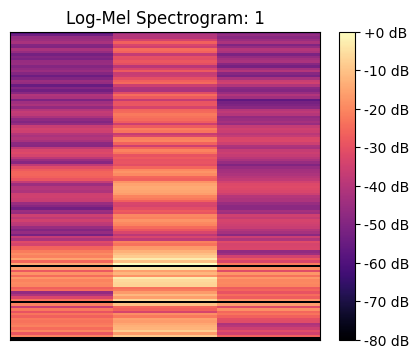 Log-Mel Spectrogram: 1
+0 dB
-10 dB
-20 dB
-30 dB
-40 dB
-50 dB
-60 dB
-70 dB
-80 dB